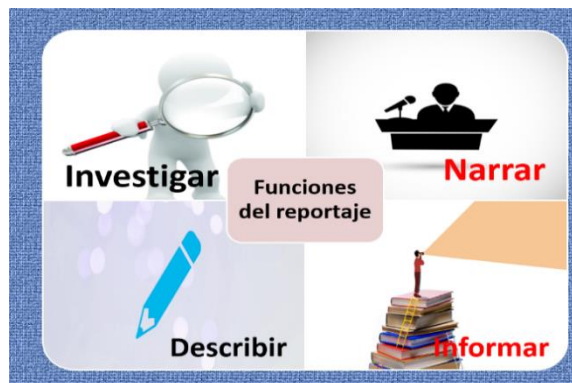 Investigar
Narrar
Funciones
del reportaje
Describir
Informar